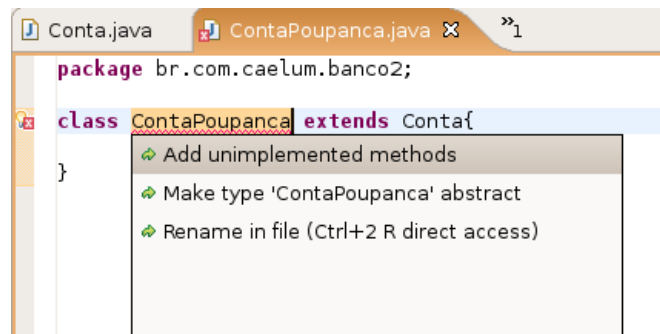 Conta.java ContaPoupanca.java »1
package br.com.caelum.banco2;
class ContaPoupanca extends Conta{
Add unimplemented methods
}
Make type 'ContaPoupanca' abstract
Rename in file (Ctrl+2 R direct access)